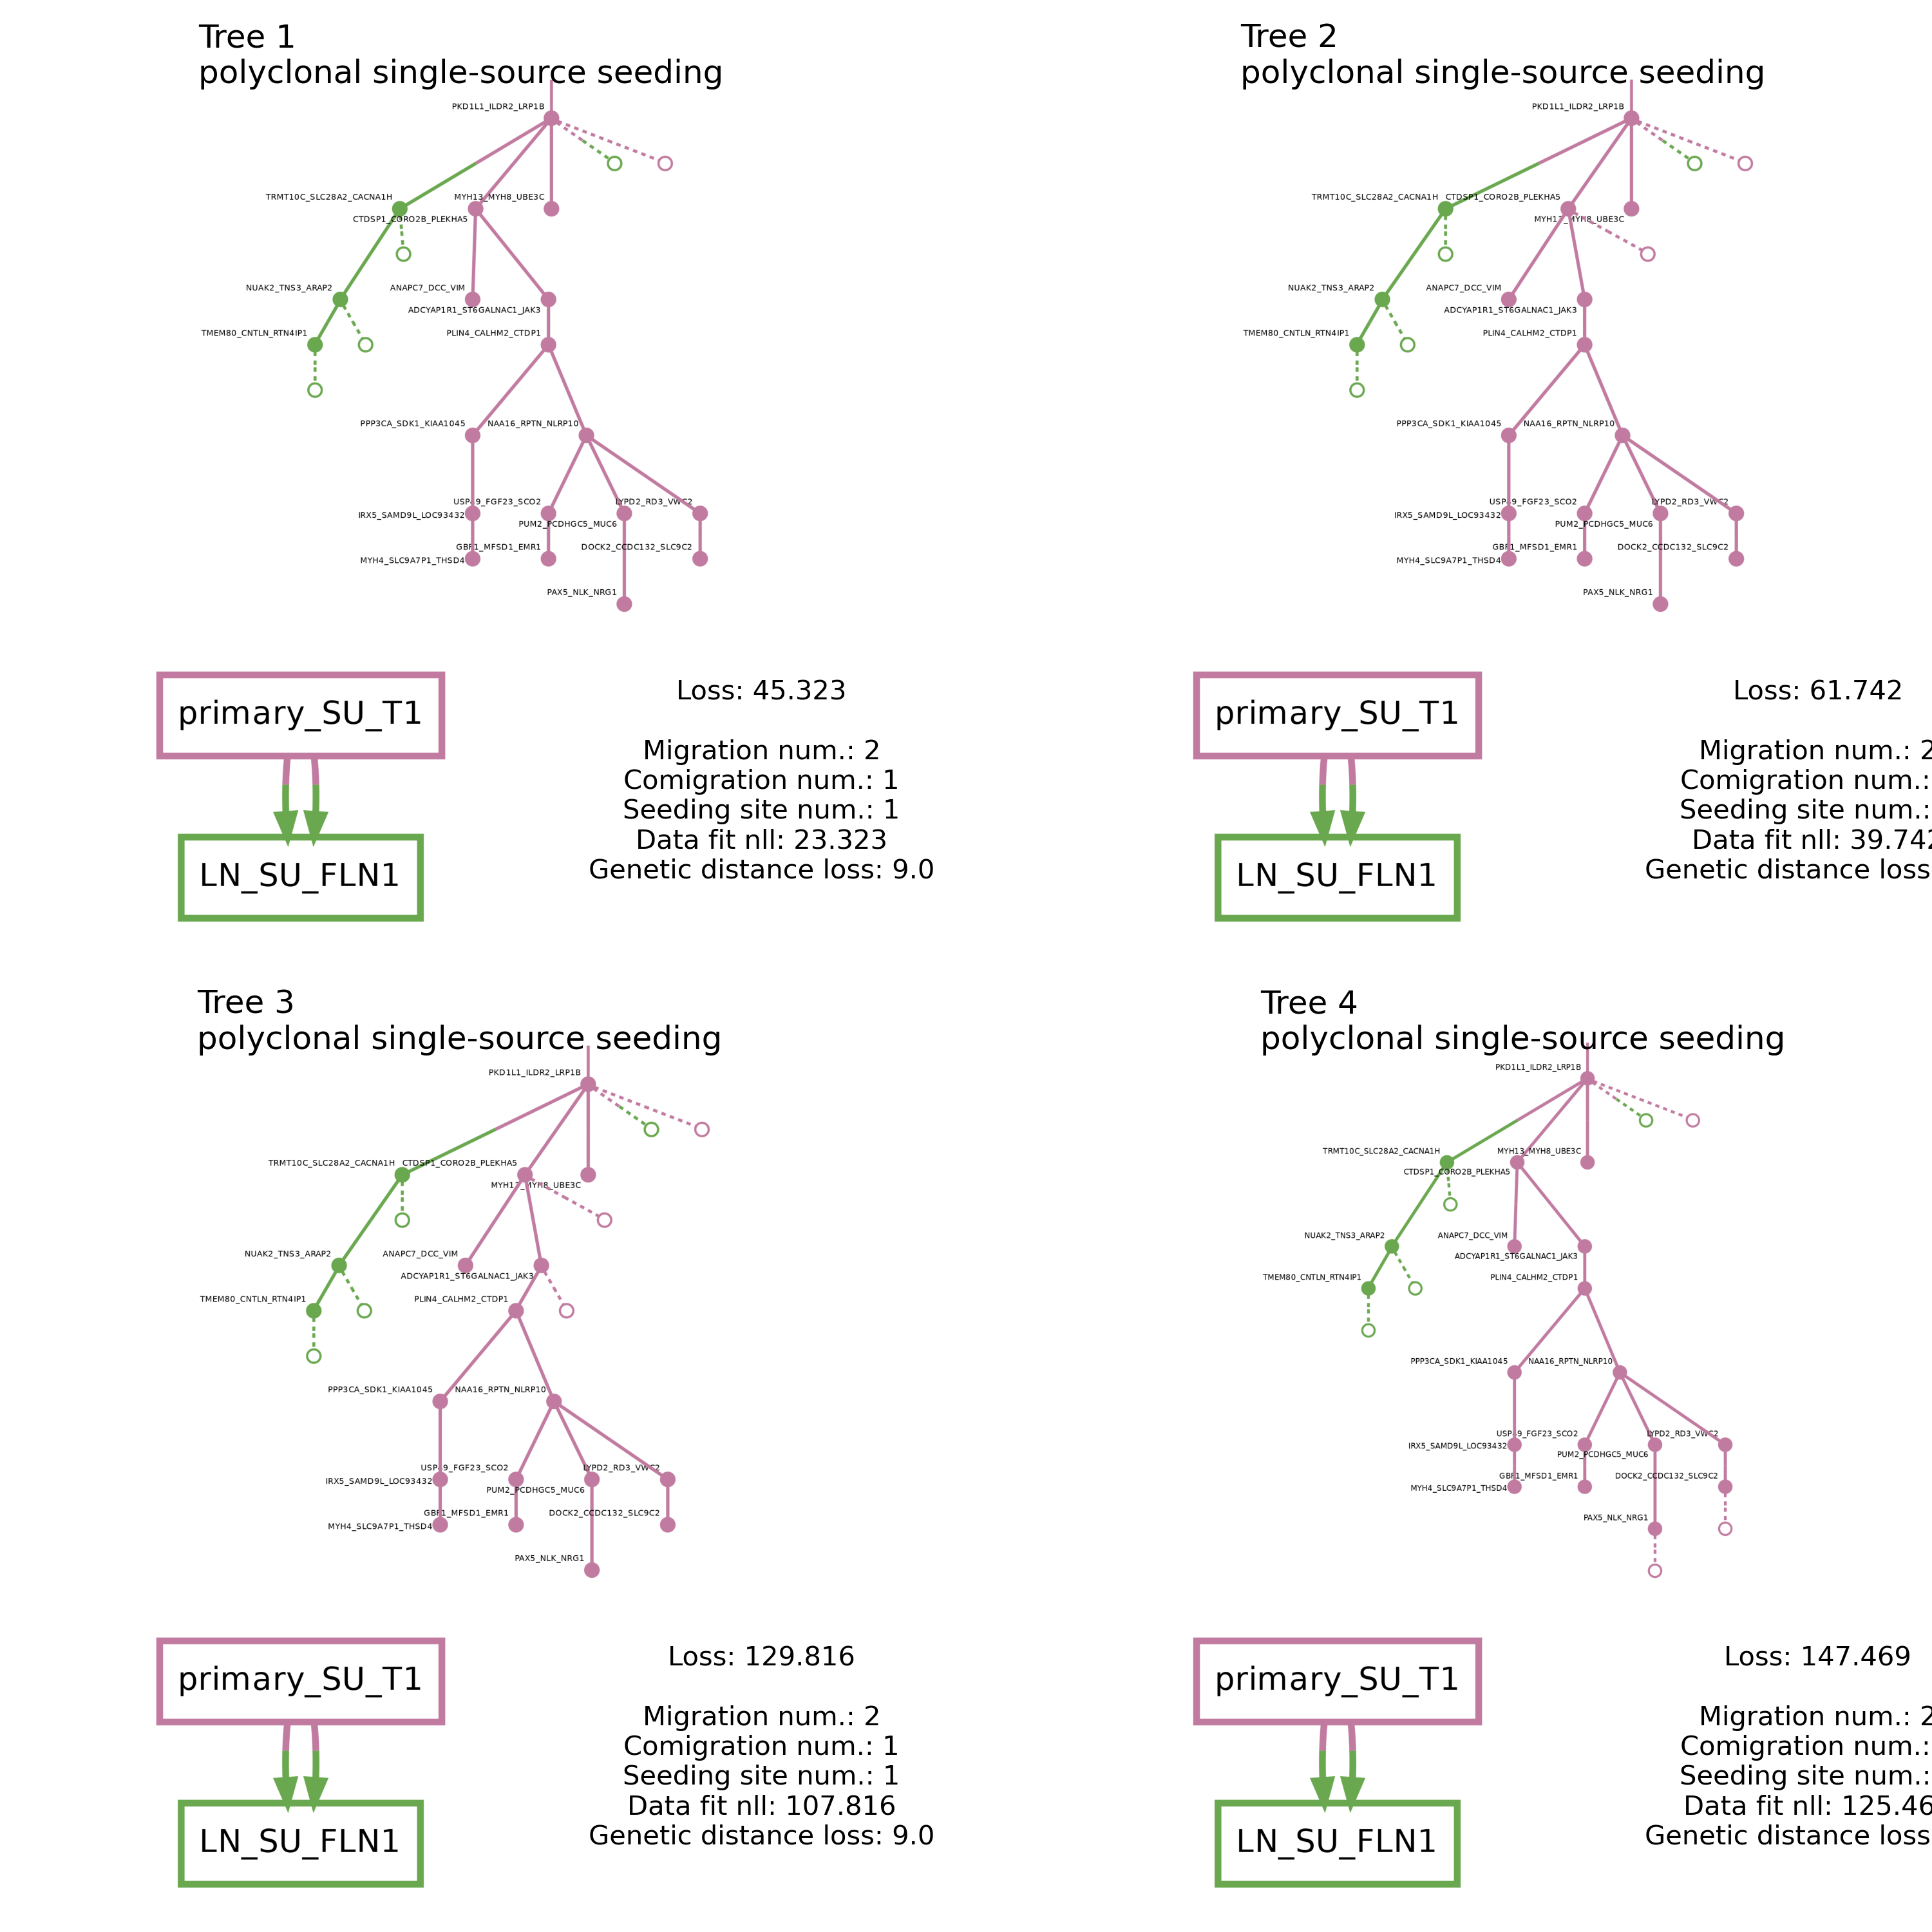 Tree 1
polyclonal single-source seeding
PKD1L1_ILDR2_LRP1B
TRMT10C_SLC28A2_CACNA1H
MYH13_MYH8_UBE3C
CTDSP1_CORO2B_PLEKHA5
NUAK2_TNS3_ARAP2
ANAPC7_DCC_VIM
ADCYAP1R1_ST6GALNAC1_JAK3
TMEM80_CNTLN_RTN4IP1
PLIN4_CALHM2_CTDP1
PPP3CA_SDK1_KIAA1045
NAA16_RPTN_NLRP10
USP49_FGF23_SCO2
LYPD2_RD3_VWC2
IRX5_SAMD9L_LOC93432
PUM2_PCDHGC5_MUC6
GBF1_MFSD1_EMR1
DOCK2_CCDC132_SLC9C2
MYH4_SLC9A7P1_THSD4
PAX5_NLK_NRG1
primary_SU_T1
LN_SU_FLN1
Loss: 45.323
Migration num.: 2
Comigration num.: 1
Seeding site num.: 1
Data fit nll: 23.323
Genetic distance loss: 9.0
Tree 2
polyclonal single-source seeding
PKD1L1_ILDR2_LRP1B
TRMT10C_SLC28A2_CACNA1H
CTDSP1_CORO2B_PLEKHA5
MYH13_MYH8_UBE3C
NUAK2_TNS3_ARAP2
ANAPC7_DCC_VIM
ADCYAP1R1_ST6GALNAC1_JAK3
TMEM80_CNTLN_RTN4IP1
PLIN4_CALHM2_CTDP1
PPP3CA_SDK1_KIAA1045
NAA16_RPTN_NLRP10
USP49_FGF23_SCO2
LYPD2_RD3_VWC2
IRX5_SAMD9L_LOC93432
PUM2_PCDHGC5_MUC6
GBF1_MFSD1_EMR1
DOCK2_CCDC132_SLC9C2
MYH4_SLC9A7P1_THSD4
PAX5_NLK_NRG1
primary_SU_T1
LN_SU_FLN1
Loss: 61.742
Migration num.: 2
Comigration num.:
Seeding site num.:
Data fit nll: 39.742
Genetic distance loss
Tree 3
polyclonal single-source seeding
PKD1L1_ILDR2_LRP1B
TRMT10C_SLC28A2_CACNA1H
CTDSP1_CORO2B_PLEKHA5
MYH13_MYH8_UBE3C
NUAK2_TNS3_ARAP2
ANAPC7_DCC_VIM
ADCYAP1R1_ST6GALNAC1_JAK3
TMEM80_CNTLN_RTN4IP1
PLIN4_CALHM2_CTDP1
PPP3CA_SDK1_KIAA1045
NAA16_RPTN_NLRP10
USP49_FGF23_SCO2
LYPD2_RD3_VWC2
IRX5_SAMD9L_LOC93432
PUM2_PCDHGC5_MUC6
GBF1_MFSD1_EMR1
DOCK2_CCDC132_SLC9C2
MYH4_SLC9A7P1_THSD4
PAX5_NLK_NRG1
primary_SU_T1
LN_SU_FLN1
Loss: 129.816
Migration num.: 2
Comigration num.: 1
Seeding site num.: 1
Data fit nll: 107.816
Genetic distance loss: 9.0
Tree 4
polyclonal single-source seeding
PKD1L1_ILDR2_LRP1B
TRMT10C_SLC28A2_CACNA1H
MYH13_MYH8_UBE3C
CTDSP1_CORO2B_PLEKHA5
NUAK2_TNS3_ARAP2
ANAPC7_DCC_VIM
ADCYAP1R1_ST6GALNAC1_JAK3
TMEM80_CNTLN_RTN4IP1
PLIN4_CALHM2_CTDP1
PPP3CA_SDK1_KIAA1045
NAA16_RPTN_NLRP10
USP49_FGF23_SCO2
LYPD2_RD3_VWC2
IRX5_SAMD9L_LOC93432
PUM2_PCDHGC5_MUC6
GBF1_MFSD1_EMR1
DOCK2_CCDC132_SLC9C2
MYH4_SLC9A7P1_THSD4
PAX5_NLK_NRG1
primary_SU_T1
LN_SU_FLN1
Loss: 147.469
Migration num.: 2
Comigration num.:
Seeding site num.:
Data fit nll: 125.46
Genetic distance loss